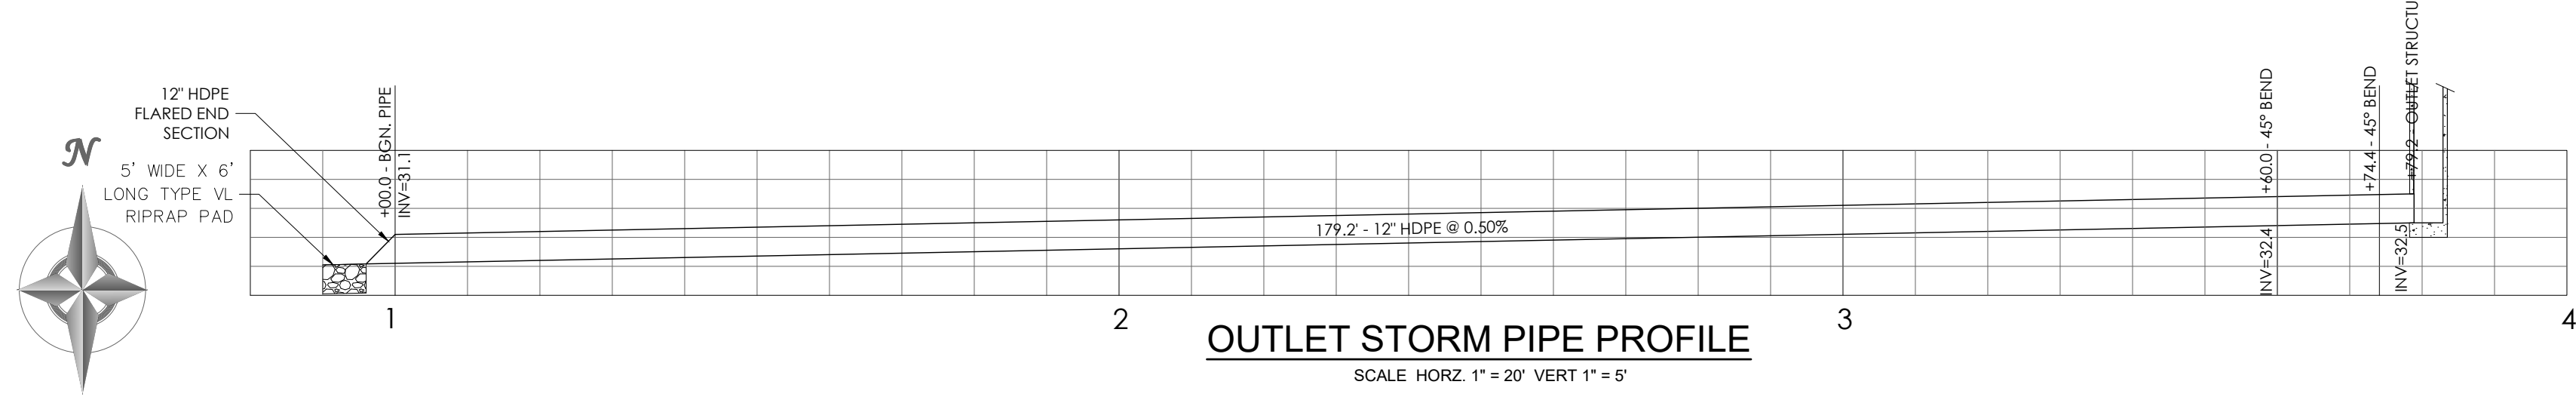 12" HDPE
FLARED END
SECTION
N
5' WIDE X 6'
LONG TYPE VL
RIPRAP PAD
+00.0 - BGN. PIPE
INV=31.1
179.2' - 12" HDPE @ 0.50%
+60.0 - 45° BEND
INV=32.4
+74.4 - 45° BEND
+79.2 - OUTLET STRUCTU
INV=32.5
1
2
3
4
OUTLET STORM PIPE PROFILE
SCALE HORZ. 1" = 20' VERT 1" = 5'